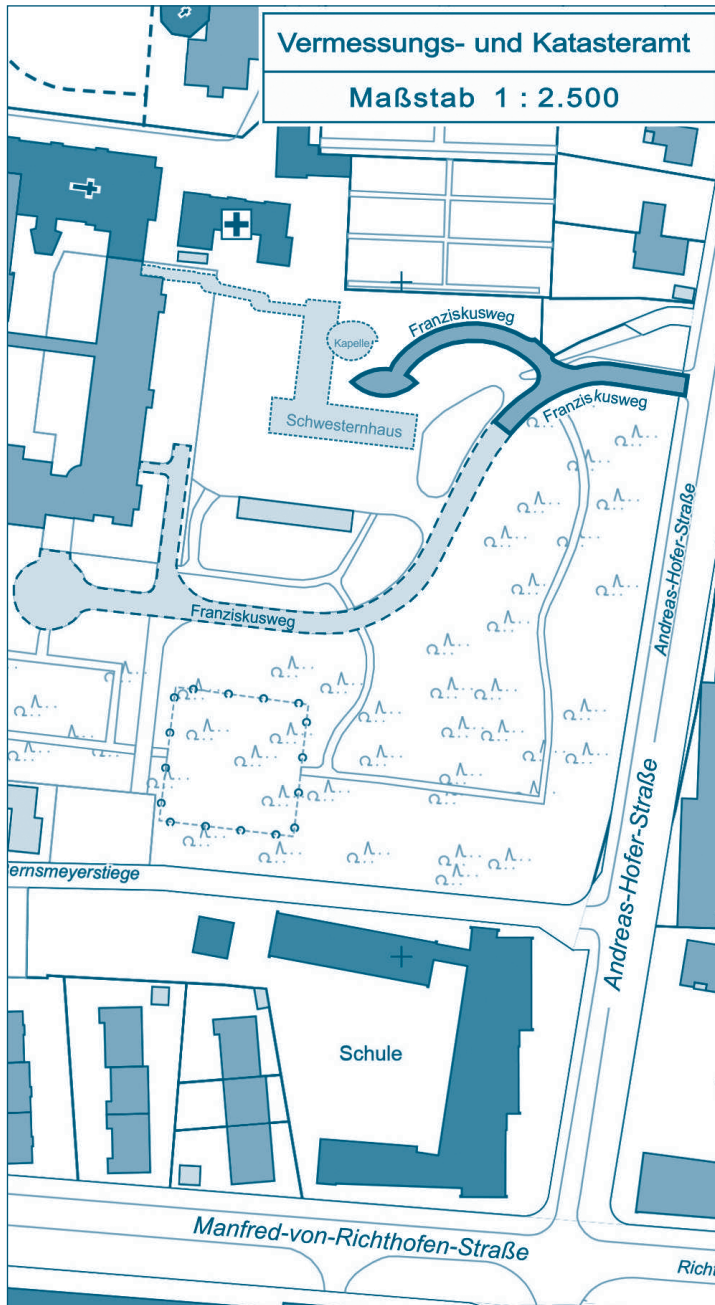 Vermessungs- und Katasteramt
Maßstab 1 : 2.500
Franziskusweg
Kapelle
Franziskusweg
Schwesternhaus
Andreas-Hofer-Straße
Franziskusweg
Andreas-Hofer-Straße
ernsmeyerstiege
Schule
Manfred-von-Richthofen-Straße
Richt